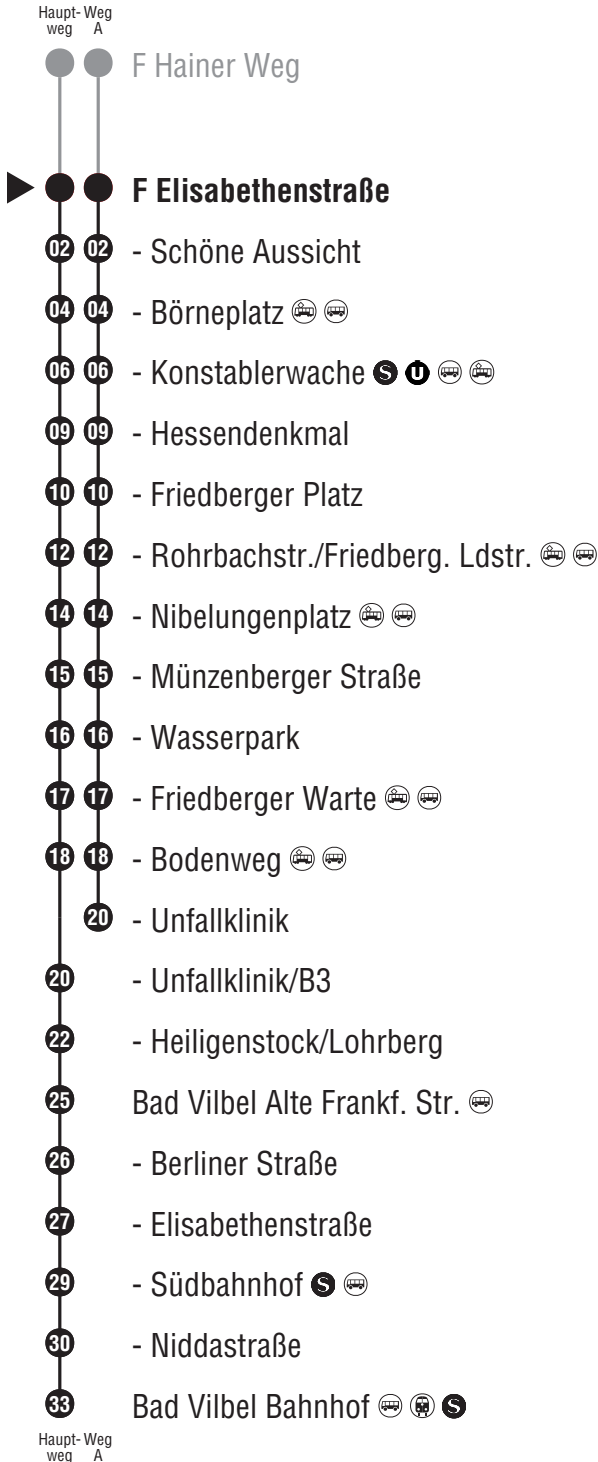 Haupt- Weg
weg A
F Hainer Weg
F Elisabethenstraße
02 02 - Schöne Aussicht
04 04 - Börneplatz
06 06 - Konstablerwache S U
09 09 - Hessendenkmal
10 10 - Friedberger Platz
12 12 - Rohrbachstr./Friedberg. Ldstr.
14 14 - Nibelungenplatz
15 15 - Münzenberger Straße
16 16 - Wasserpark
17 17 - Friedberger Warte
18 18 - Bodenweg
20 - Unfallklinik
20 - Unfallklinik/B3
22 - Heiligenstock/Lohrberg
25 Bad Vilbel Alte Frankf. Str.
26 - Berliner Straße
27 - Elisabethenstraße
29 - Südbahnhof S
30 - Niddastraße
33 Bad Vilbel Bahnhof S
Haupt- Weg
weg A